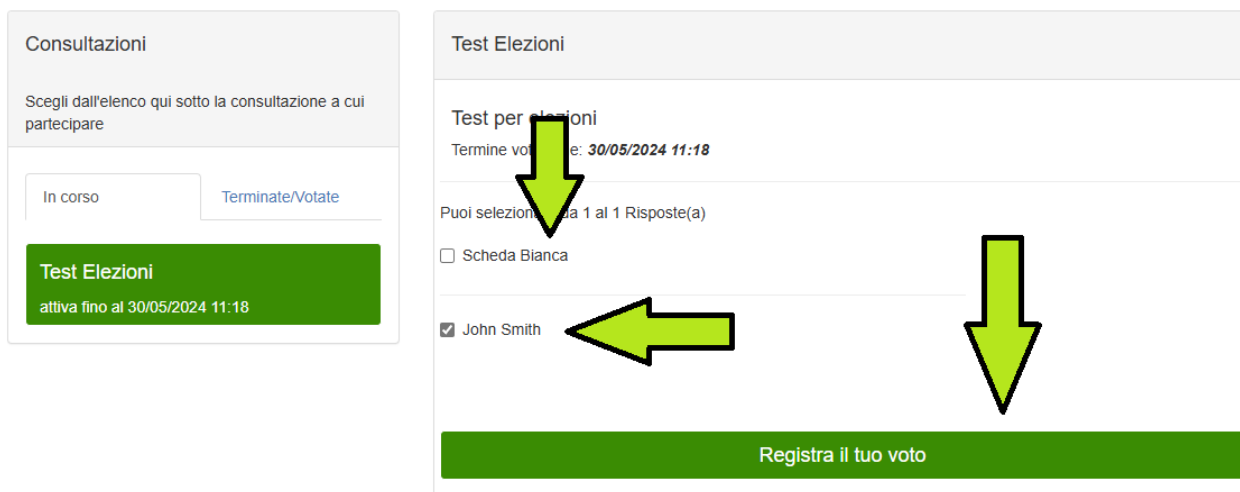 Consultazioni
Scegli dall'elenco qui sotto la consultazione a cui
partecipare
In corso
Terminate/Votate
Test Elezioni
attiva fino al 30/05/2024 11:18
Test Elezioni
Test per elezioni
Termine 30/05/2024 11:18
Puoi da 1 al 1 Risposte(a)
Scheda Bianca
John Smith
Registra il tuo voto